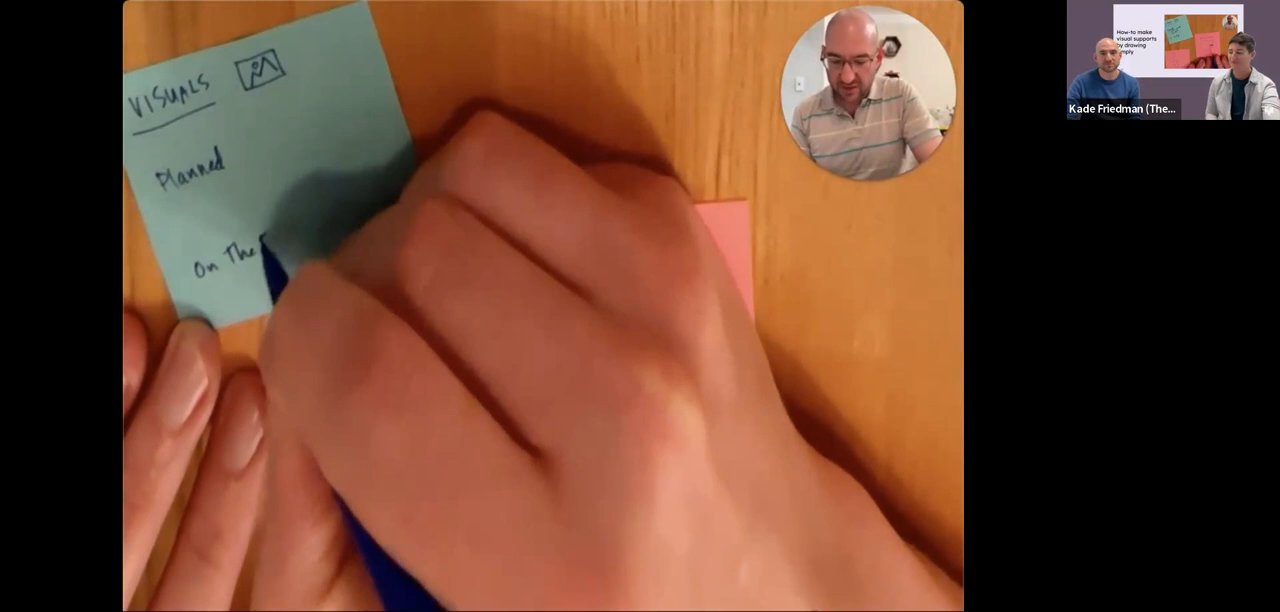 VISUALS
Planned
On The
How-to make
visual supports
by drawing
simply
Kade Friedman (The...